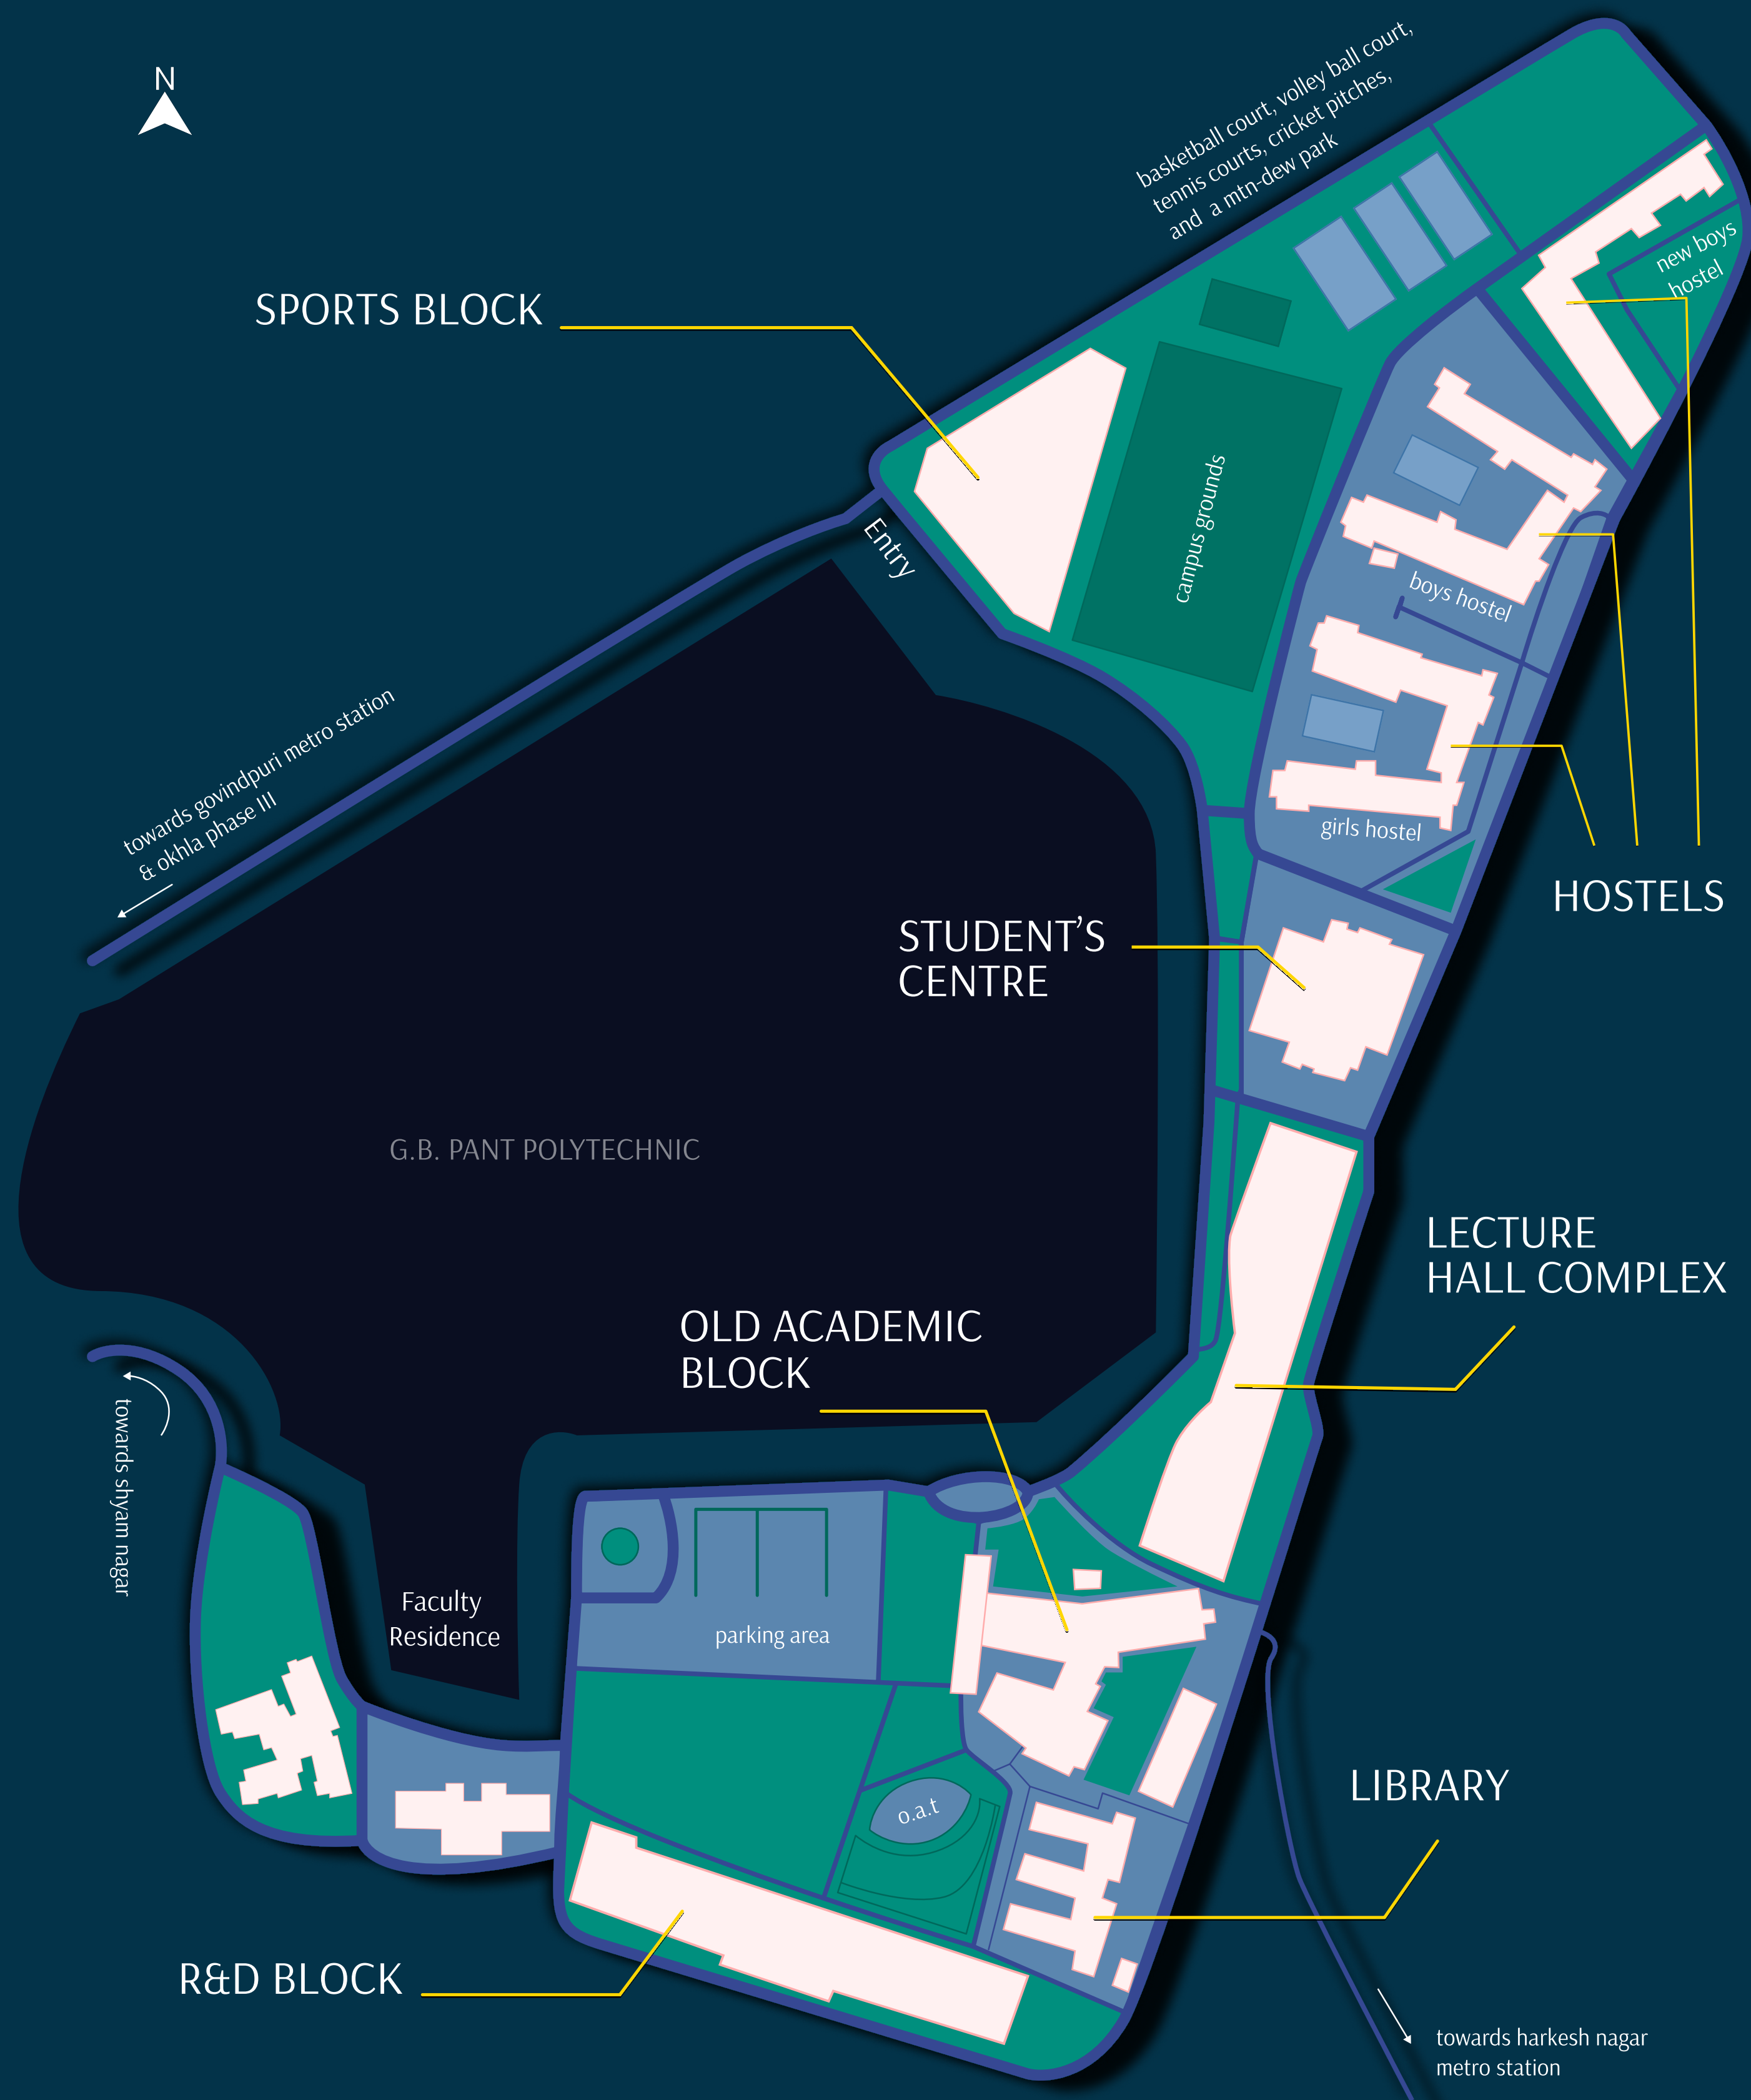 N
basketball court, volley ball court,
tennis courts, cricket pitches,
and a mtn-dew park
new boys
hostel
SPORTS BLOCK
campus grounds
Entry
boys hostel
towards govindpuri metro station
& okhla phase III
girls hostel
HOSTELS
STUDENT’S
CENTRE
G.B. PANT POLYTECHNIC
LECTURE
HALL COMPLEX
OLD ACADEMIC
BLOCK
towards shyam nagar
Faculty
Residence
parking area
LIBRARY
o.a.t
R&D BLOCK
towards harkesh nagar
metro station